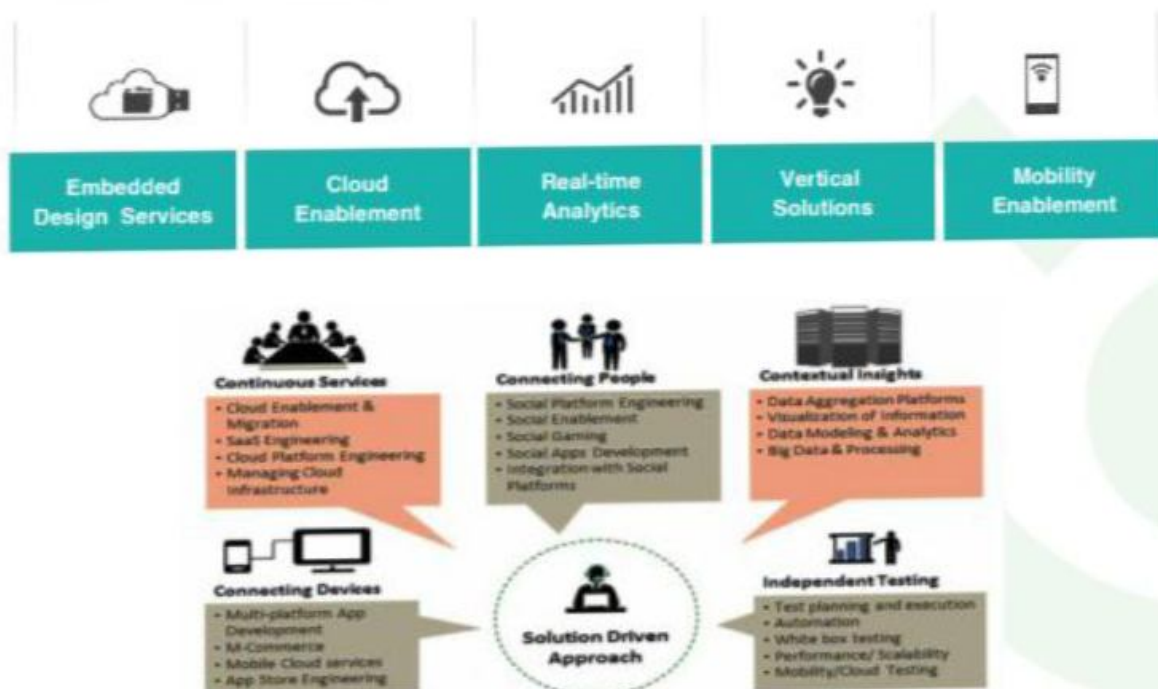 Embedded
Design Services
Cloud
Enablement
Real-time
Analytics
Vertical
Solutions
Mobility
Enablement
Continuous Services
• Cloud Enablement &
Migration
• SaaS Engineering
• Cloud Platform Engineering
• Managing Cloud
Infrastructure
Connecting People
• Social Platform Engineering
• Social Enablement
• Social Gaming
• Social Apps Development
• Integration with Social
Platforms
Contextual Insights
• Data Aggregation Platforms
• Visualization of Information
• Data Modeling & Analytics
• Big Data & Processing
Connecting Devices
• Multi-platform App
Development
• M-Commerce
• Mobile Cloud services
• App Store Engineering
Solution Driven
Approach
Independent Testing
• Test planning and execution
• Automation
• White box testing
• Performance/ Scalability
• Mobility/Cloud Testing